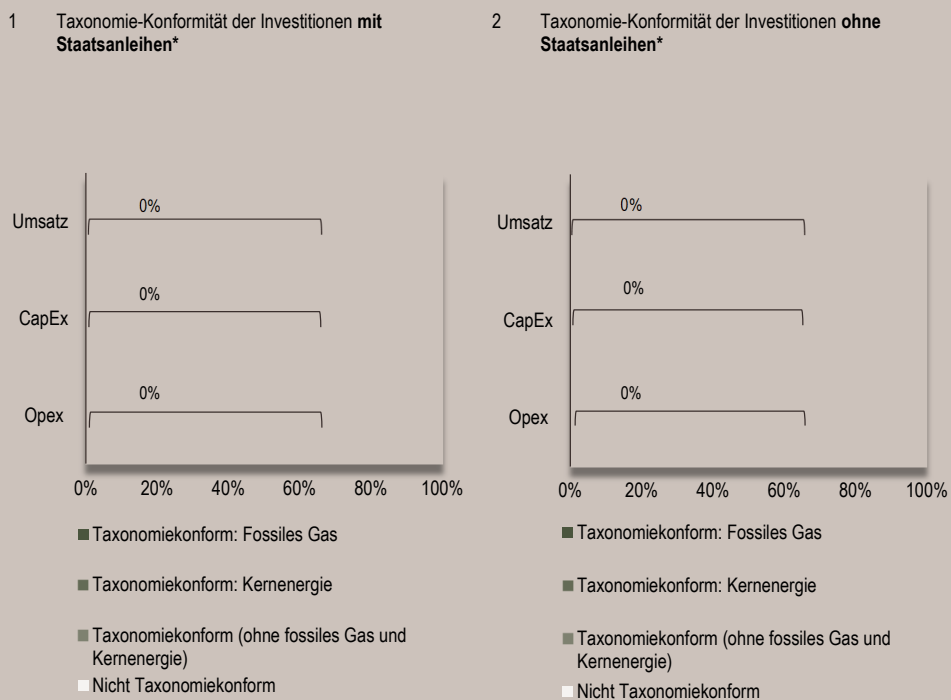 1 Taxonomie-Konformität der Investitionen mit
Staatsanleihen*
0%
Umsatz
0%
CapEx
0%
Opex
0% 20% 40% 60% 80% 100%
Taxonomiekonform: Fossiles Gas
Taxonomiekonform: Kernenergie
Taxonomiekonform (ohne fossiles Gas und
Kernenergie)
Nicht Taxonomiekonform
2 Taxonomie-Konformität der Investitionen ohne
Staatsanleihen*
0%
Umsatz
0%
CapEx
0%
Opex
0% 20% 40% 60% 80% 100%
Taxonomiekonform: Fossiles Gas
Taxonomiekonform: Kernenergie
Taxonomiekonform (ohne fossiles Gas und
Kernenergie)
Nicht Taxonomiekonform